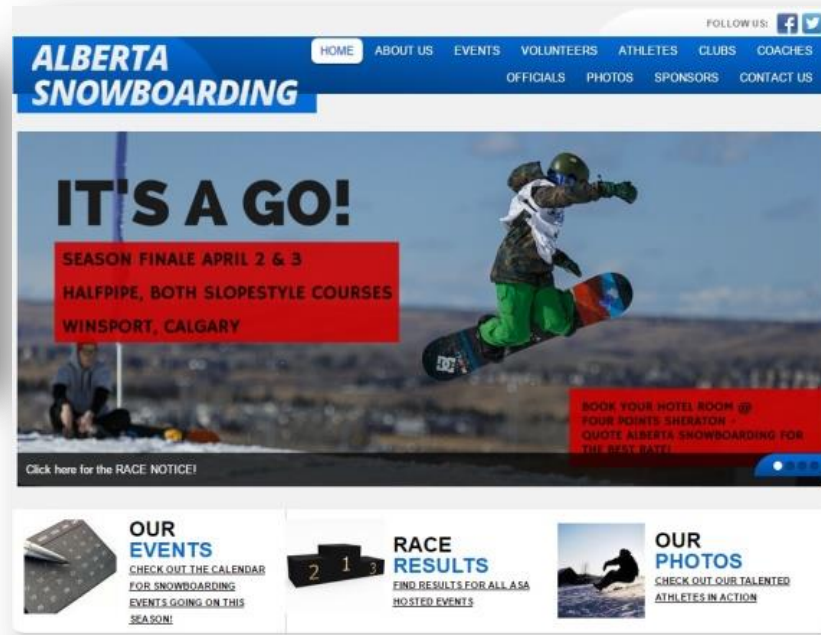 FOLLOW US:
ALBERTA
SNOWBOARDING
HOME ABOUT US EVENTS VOLUNTEERS ATHLETES CLUBS COACHES
OFFICIALS PHOTOS SPONSORS CONTACT US
IT'S A GO!
SEASON FINALE APRIL 2 & 3
HALFPIPE, BOTH SLOPESTYLE COURSES
WINSPORT, CALGARY
DC
BOOK YOUR HOTEL ROOM @
FOUR POINTS SHERATON -
QUOTE ALBERTA SNOWBOARDING FOR
THE BEST RATE!
Click here for the RACE NOTICE!
OUR
EVENTS
CHECK OUT THE CALENDAR
FOR SNOWBOARDING
EVENTS GOING ON THIS
SEASON!
2 1 3
RACE
RESULTS
FIND RESULTS FOR ALL ASA
HOSTED EVENTS
OUR
PHOTOS
CHECK OUT OUR TALENTED
ATHLETES IN ACTION